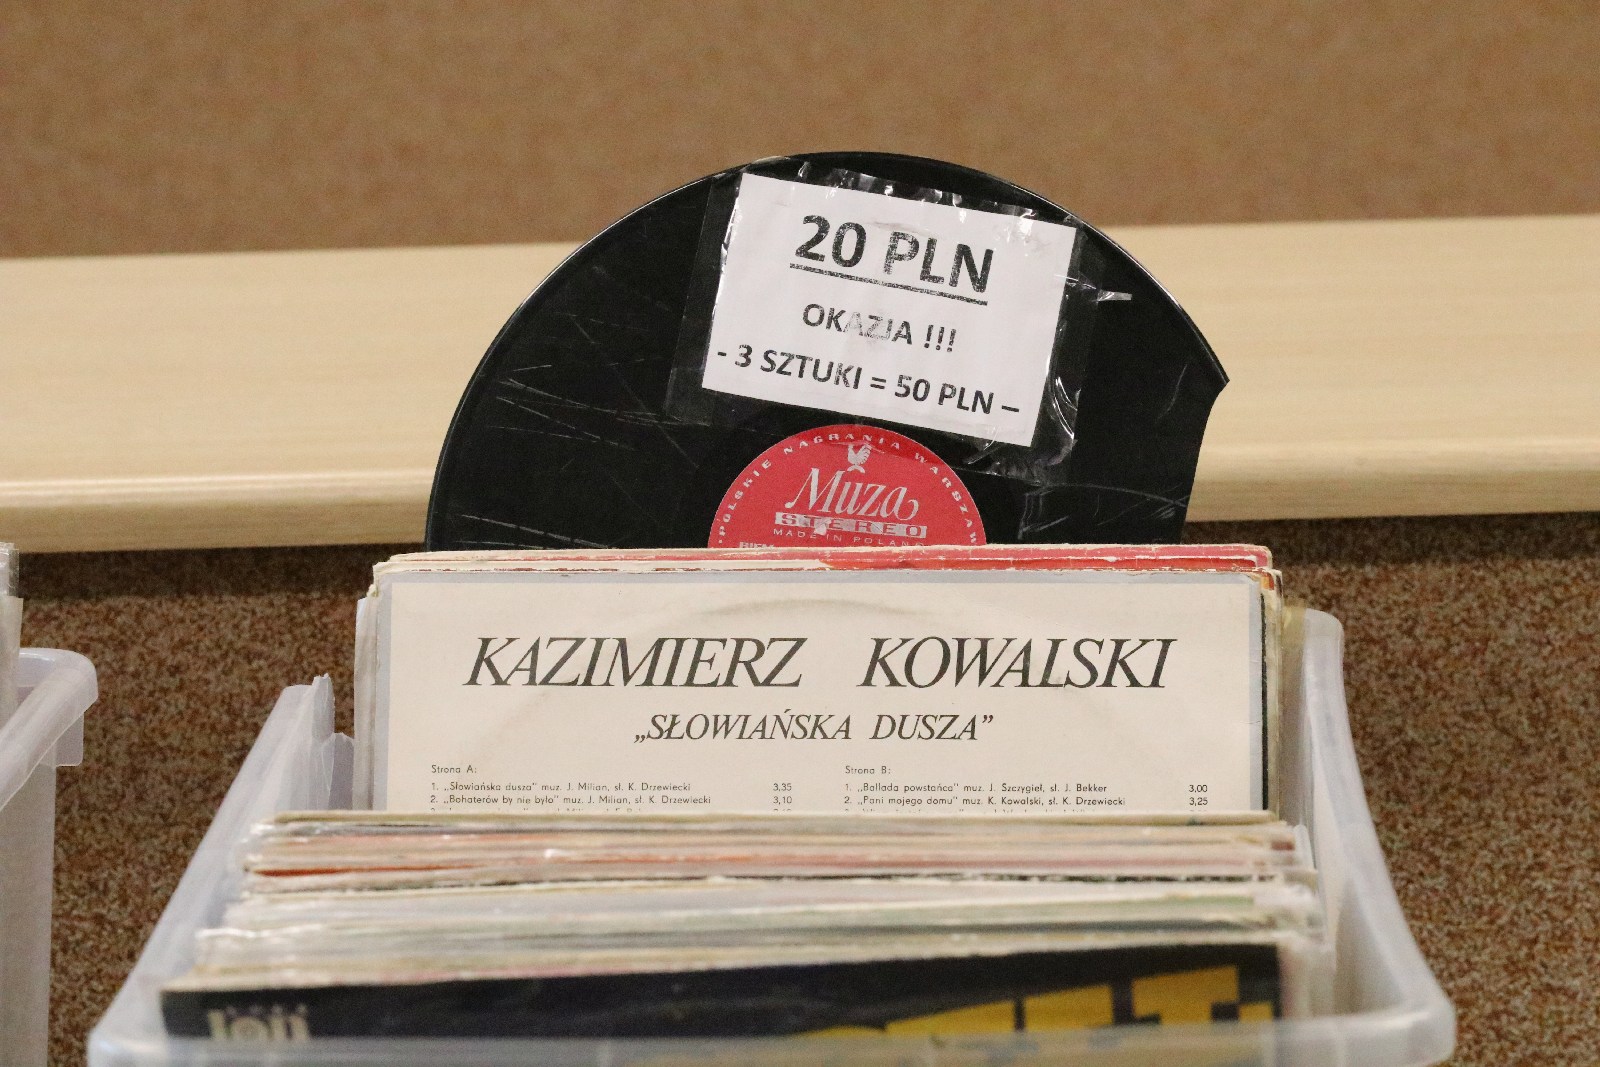 20 PLN
OKAZJA !!!
- 3 SZTUKI = 50 PLN –
POLSKIE NAGRANIA WARSZAWA
Muza
STEREO
MADE IN POLAND
KAZIMIERZ KOWALSKI
„SŁOWIAŃSKA DUSZA”
Strona A:
1. „Słowiańska dusza" muz. J. Milian, sł. K. Drzewiecki 3,35
2. „Bohaterów by nie było" muz. J. Milian, sł. K. Drzewiecki 3,10
Strona B:
1. „Ballada powstańca" muz. J. Szczygieł, sł. J. Bekker 3,00
2. „Pani mojego domu" muz. K. Kowalski, sł. K. Drzewiecki 3,25